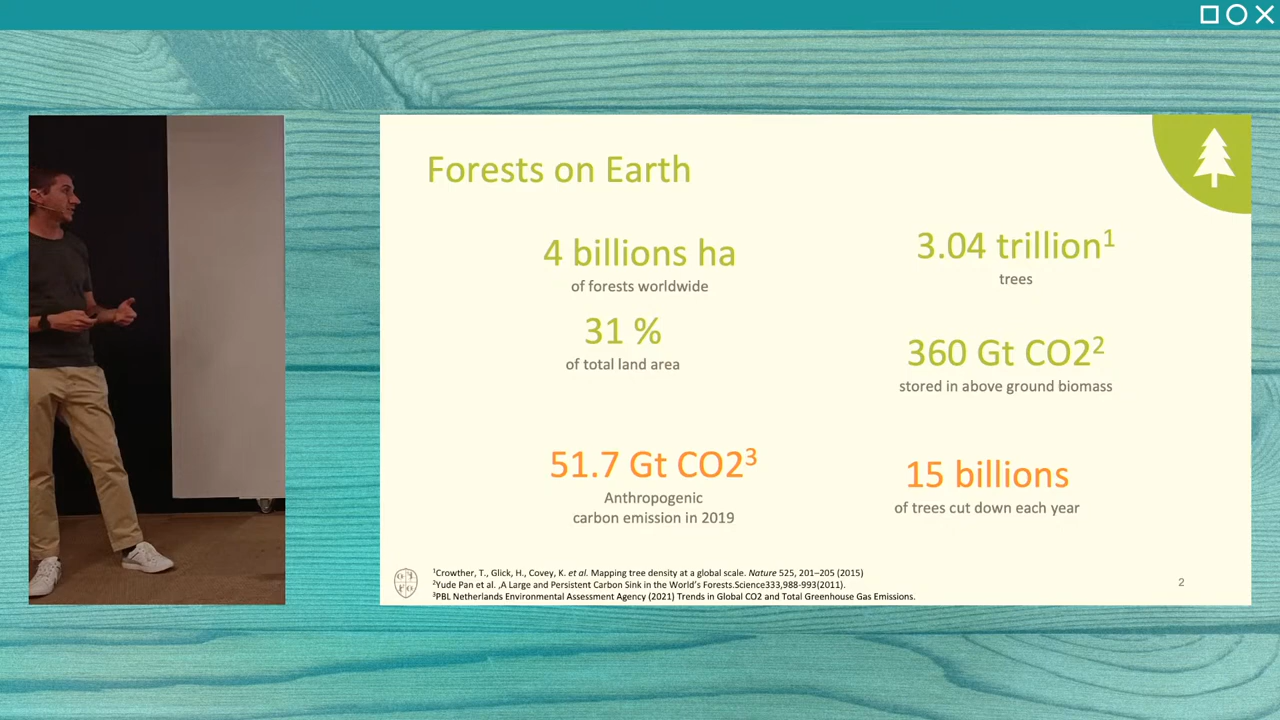 Forests on Earth
4 billions ha
of forests worldwide
3.04 trillion¹
trees
31 %
of total land area
360 Gt CO2²
stored in above ground biomass
51.7 Gt CO2³
Anthropogenic
carbon emission in 2019
15 billions
of trees cut down each year
¹Crowther, T., Glick, H., Covey, K. et al. Mapping tree density at a global scale. Nature 525, 201–205 (2015)
²Yude Pan et al. ,A Large and Persistent Carbon Sink in the World's Forests.Science333,988-993(2011).
³PBL Netherlands Environmental Assessment Agency (2021) Trends in Global CO2 and Total Greenhouse Gas Emissions.
2